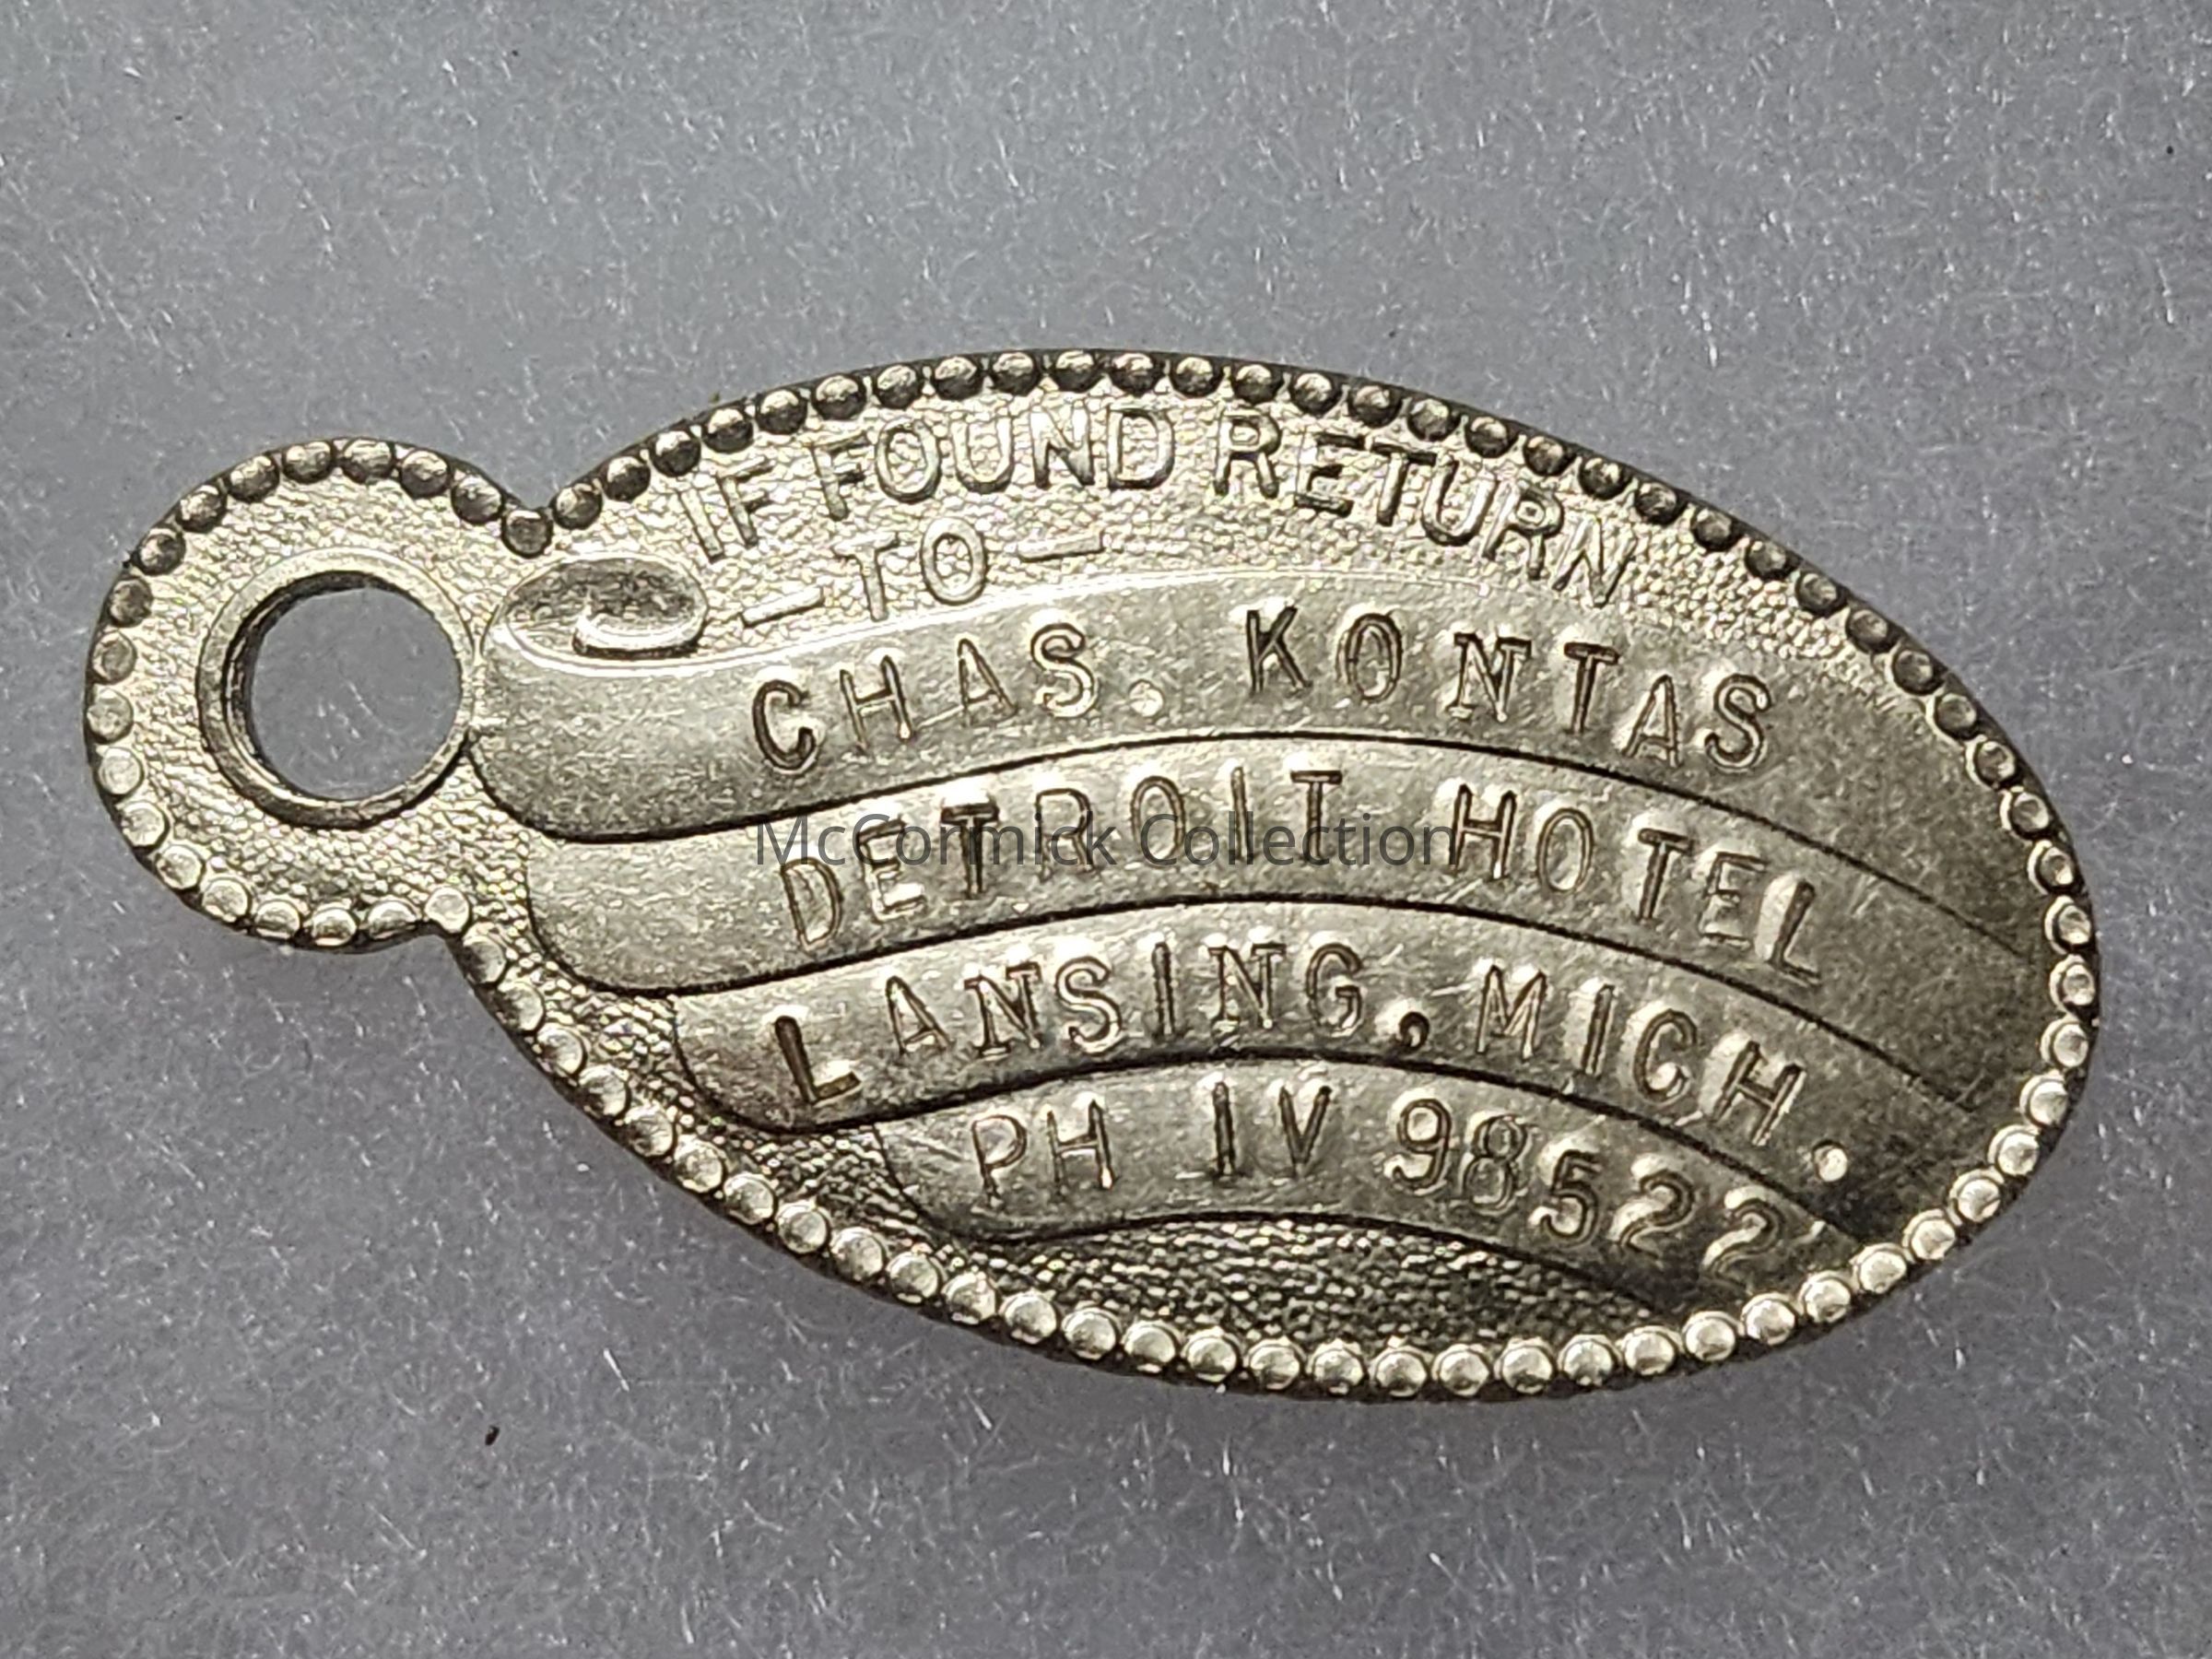 IF FOUND RETURN
—TO—
CHAS. KONTAS
DETROIT HOTEL
LANSING, MICH.
PH IV 98522
McCormick Collection